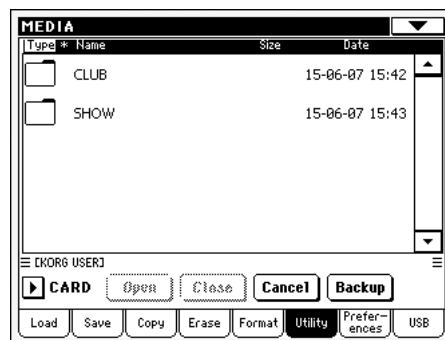 MEDIA
Type * Name Size Date
CLUB 15-06-07 15:42
SHOW 15-06-07 15:43
[KORG USER]
CARD Open Close Cancel Backup
Load Save Copy Erase Format Utility Prefer-ences USB